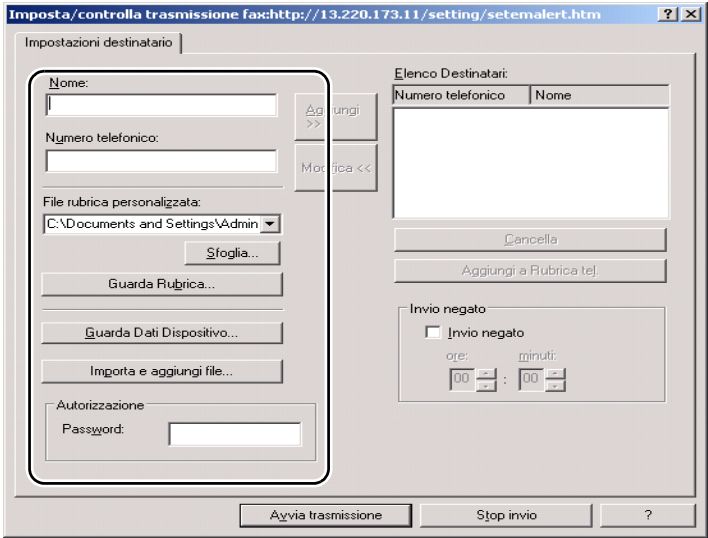 Imposta/controlla trasmissione fax:http://13.220.173.11/setting/setemalert.htm
Impostazioni destinatario
Nome:
Aggiungi
>>
Numero telefonico:
Modifica <<
File rubrica personalizzata:
C:\Documents and Settings\Admin
Sfoglia...
Guarda Rubrica...
Guarda Dati Dispositivo...
Importa e aggiungi file...
Autorizzazione
Password:
Elenco Destinatari:
Numero telefonico Nome
Cancella
Aggiungi a Rubrica tel.
Invio negato
Invio negato
ore: minuti:
00 : 00
Avvia trasmissione Stop invio ?